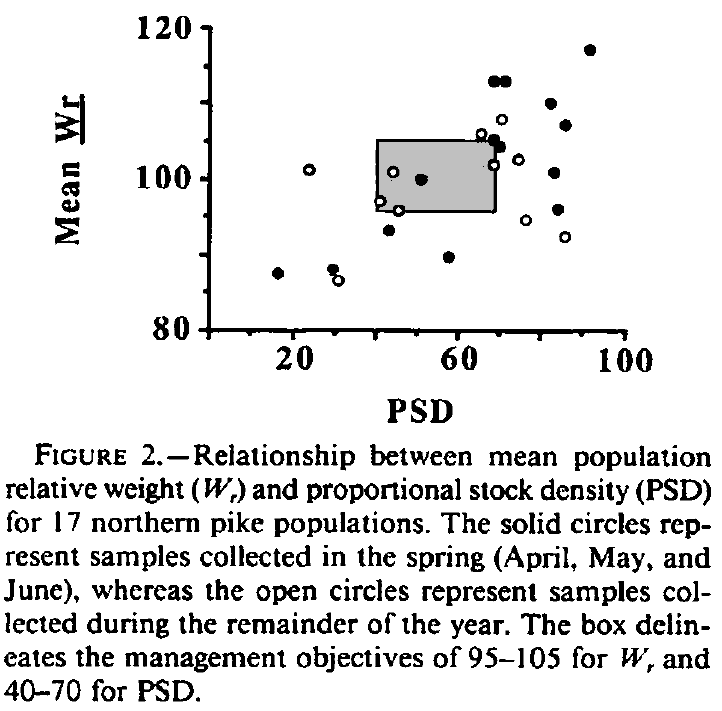 120
100
80
Mean Wr
20 60 100
PSD
FIGURE 2.—Relationship between mean population
relative weight (Wr) and proportional stock density (PSD)
for 17 northern pike populations. The solid circles rep-
resent samples collected in the spring (April, May, and
June), whereas the open circles represent samples col-
lected during the remainder of the year. The box delin-
eates the management objectives of 95–105 for Wr and
40–70 for PSD.